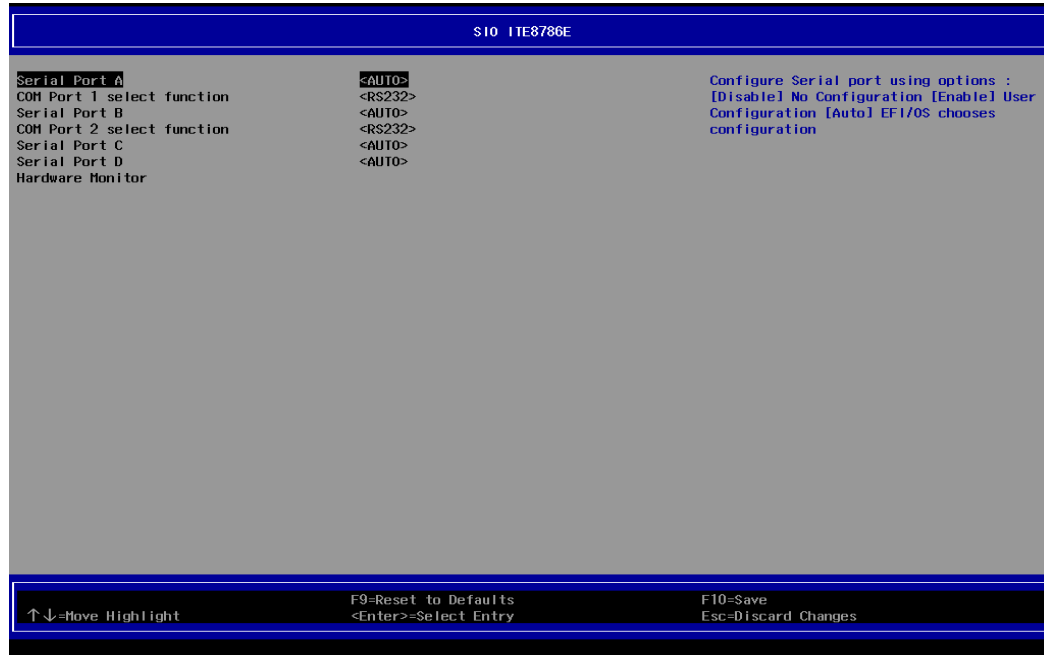 SIO ITE8786E
Serial Port A <AUTO> Configure Serial port using options :
COM Port 1 select function <RS232> [Disable] No Configuration [Enable] User
Serial Port B <AUTO> Configuration [Auto] EFI/OS chooses
COM Port 2 select function <RS232> configuration
Serial Port C <AUTO>
Serial Port D <AUTO>
Hardware Monitor
F9=Reset to Defaults F10=Save
↑↓=Move Highlight <Enter>=Select Entry Esc=Discard Changes